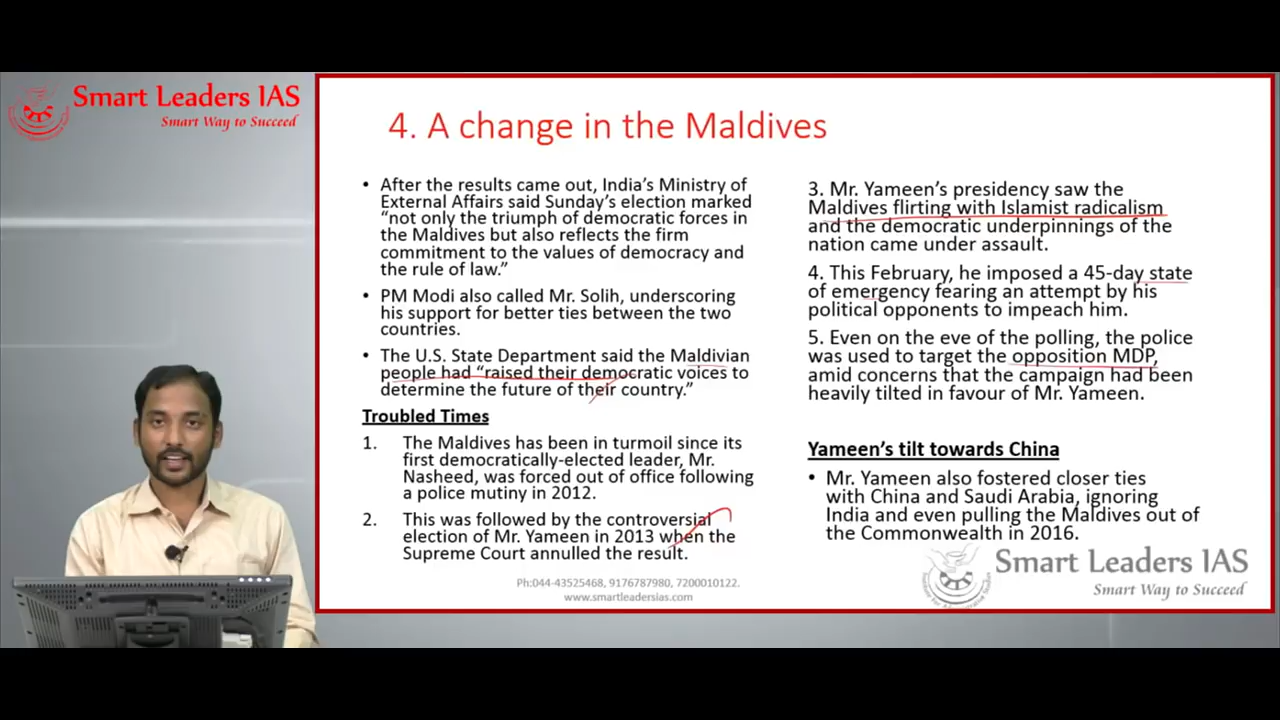 Smart Leaders IAS
Smart Way to Succeed
4. A change in the Maldives
• After the results came out, India's Ministry of
External Affairs said Sunday's election marked
“not only the triumph of democratic forces in
the Maldives but also reflects the firm
commitment to the values of democracy and
the rule of law.”
• PM Modi also called Mr. Solih, underscoring
his support for better ties between the two
countries.
• The U.S. State Department said the Maldivian
people had “raised their democratic voices to
determine the future of their country.”
Troubled Times
1. The Maldives has been in turmoil since its
first democratically-elected leader, Mr.
Nasheed, was forced out of office following
a police mutiny in 2012.
2. This was followed by the controversial
election of Mr. Yameen in 2013 when the
Supreme Court annulled the result.
3. Mr. Yameen's presidency saw the
Maldives flirting with Islamist radicalism
and the democratic underpinnings of the
nation came under assault.
4. This February, he imposed a 45-day state
of emergency fearing an attempt by his
political opponents to impeach him.
5. Even on the eve of the polling, the police
was used to target the opposition MDP,
amid concerns that the campaign had been
heavily tilted in favour of Mr. Yameen.
Yameen's tilt towards China
• Mr. Yameen also fostered closer ties
with China and Saudi Arabia, ignoring
India and even pulling the Maldives out of
the Commonwealth in 2016.
Ph:044-43525468, 9176787980, 7200010122.
www.smartleadersias.com
Smart Leaders IAS
Smart Way to Succeed